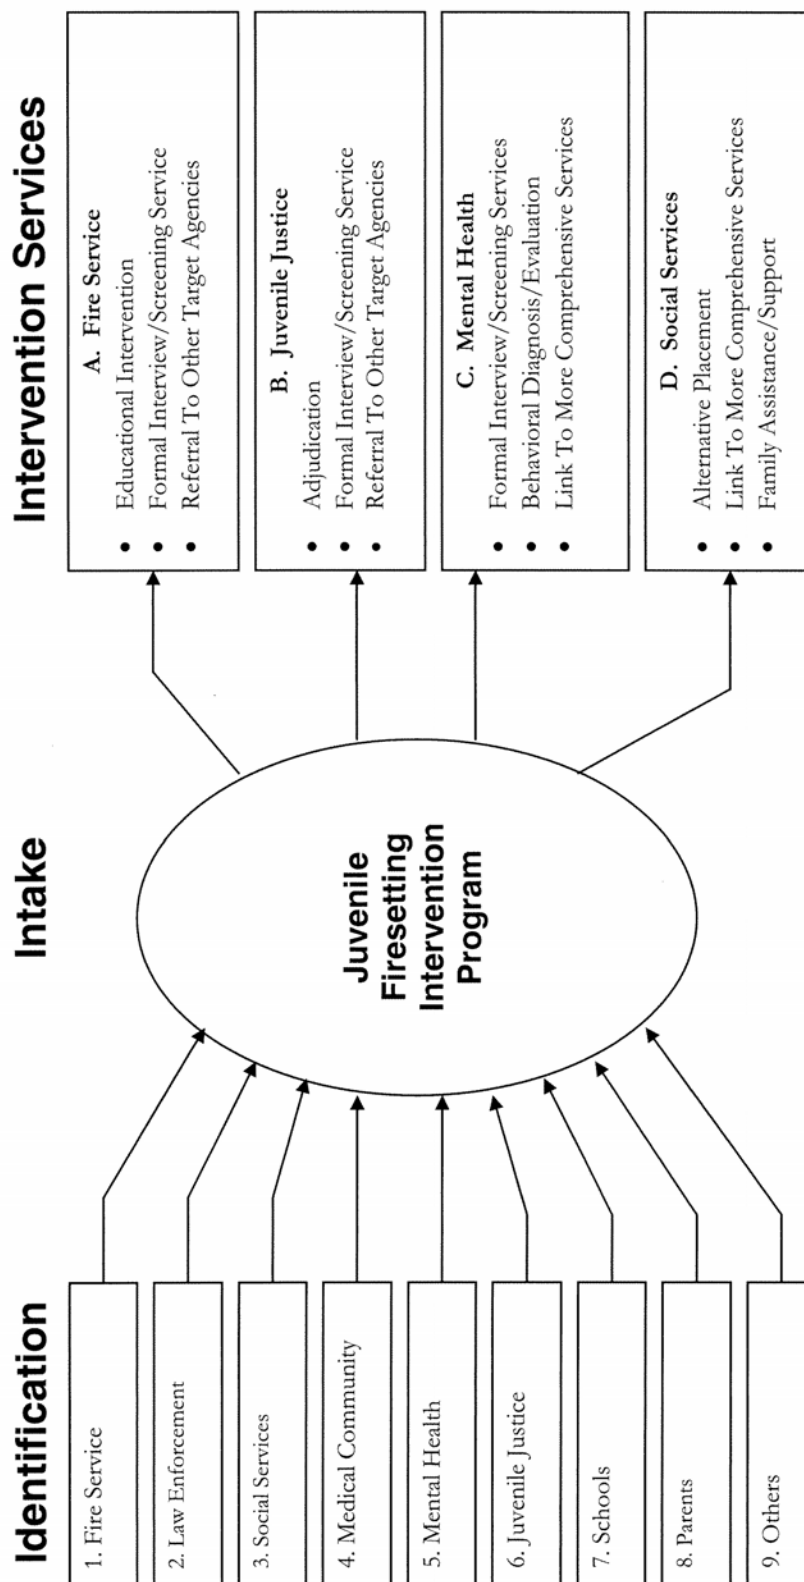 Identification
1. Fire Service
2. Law Enforcement
3. Social Services
4. Medical Community
5. Mental Health
6. Juvenile Justice
7. Schools
8. Parents
9. Others
Intake
Juvenile
Firesetting
Intervention
Program
Intervention Services
A. Fire Service
• Educational Intervention
• Formal Interview/Screening Service
• Referral To Other Target Agencies
B. Juvenile Justice
• Adjudication
• Formal Interview/Screening Service
• Referral To Other Target Agencies
C. Mental Health
• Formal Interview/Screening Services
• Behavioral Diagnosis/Evaluation
• Link To More Comprehensive Services
D. Social Services
• Alternative Placement
• Link To More Comprehensive Services
• Family Assistance/Support